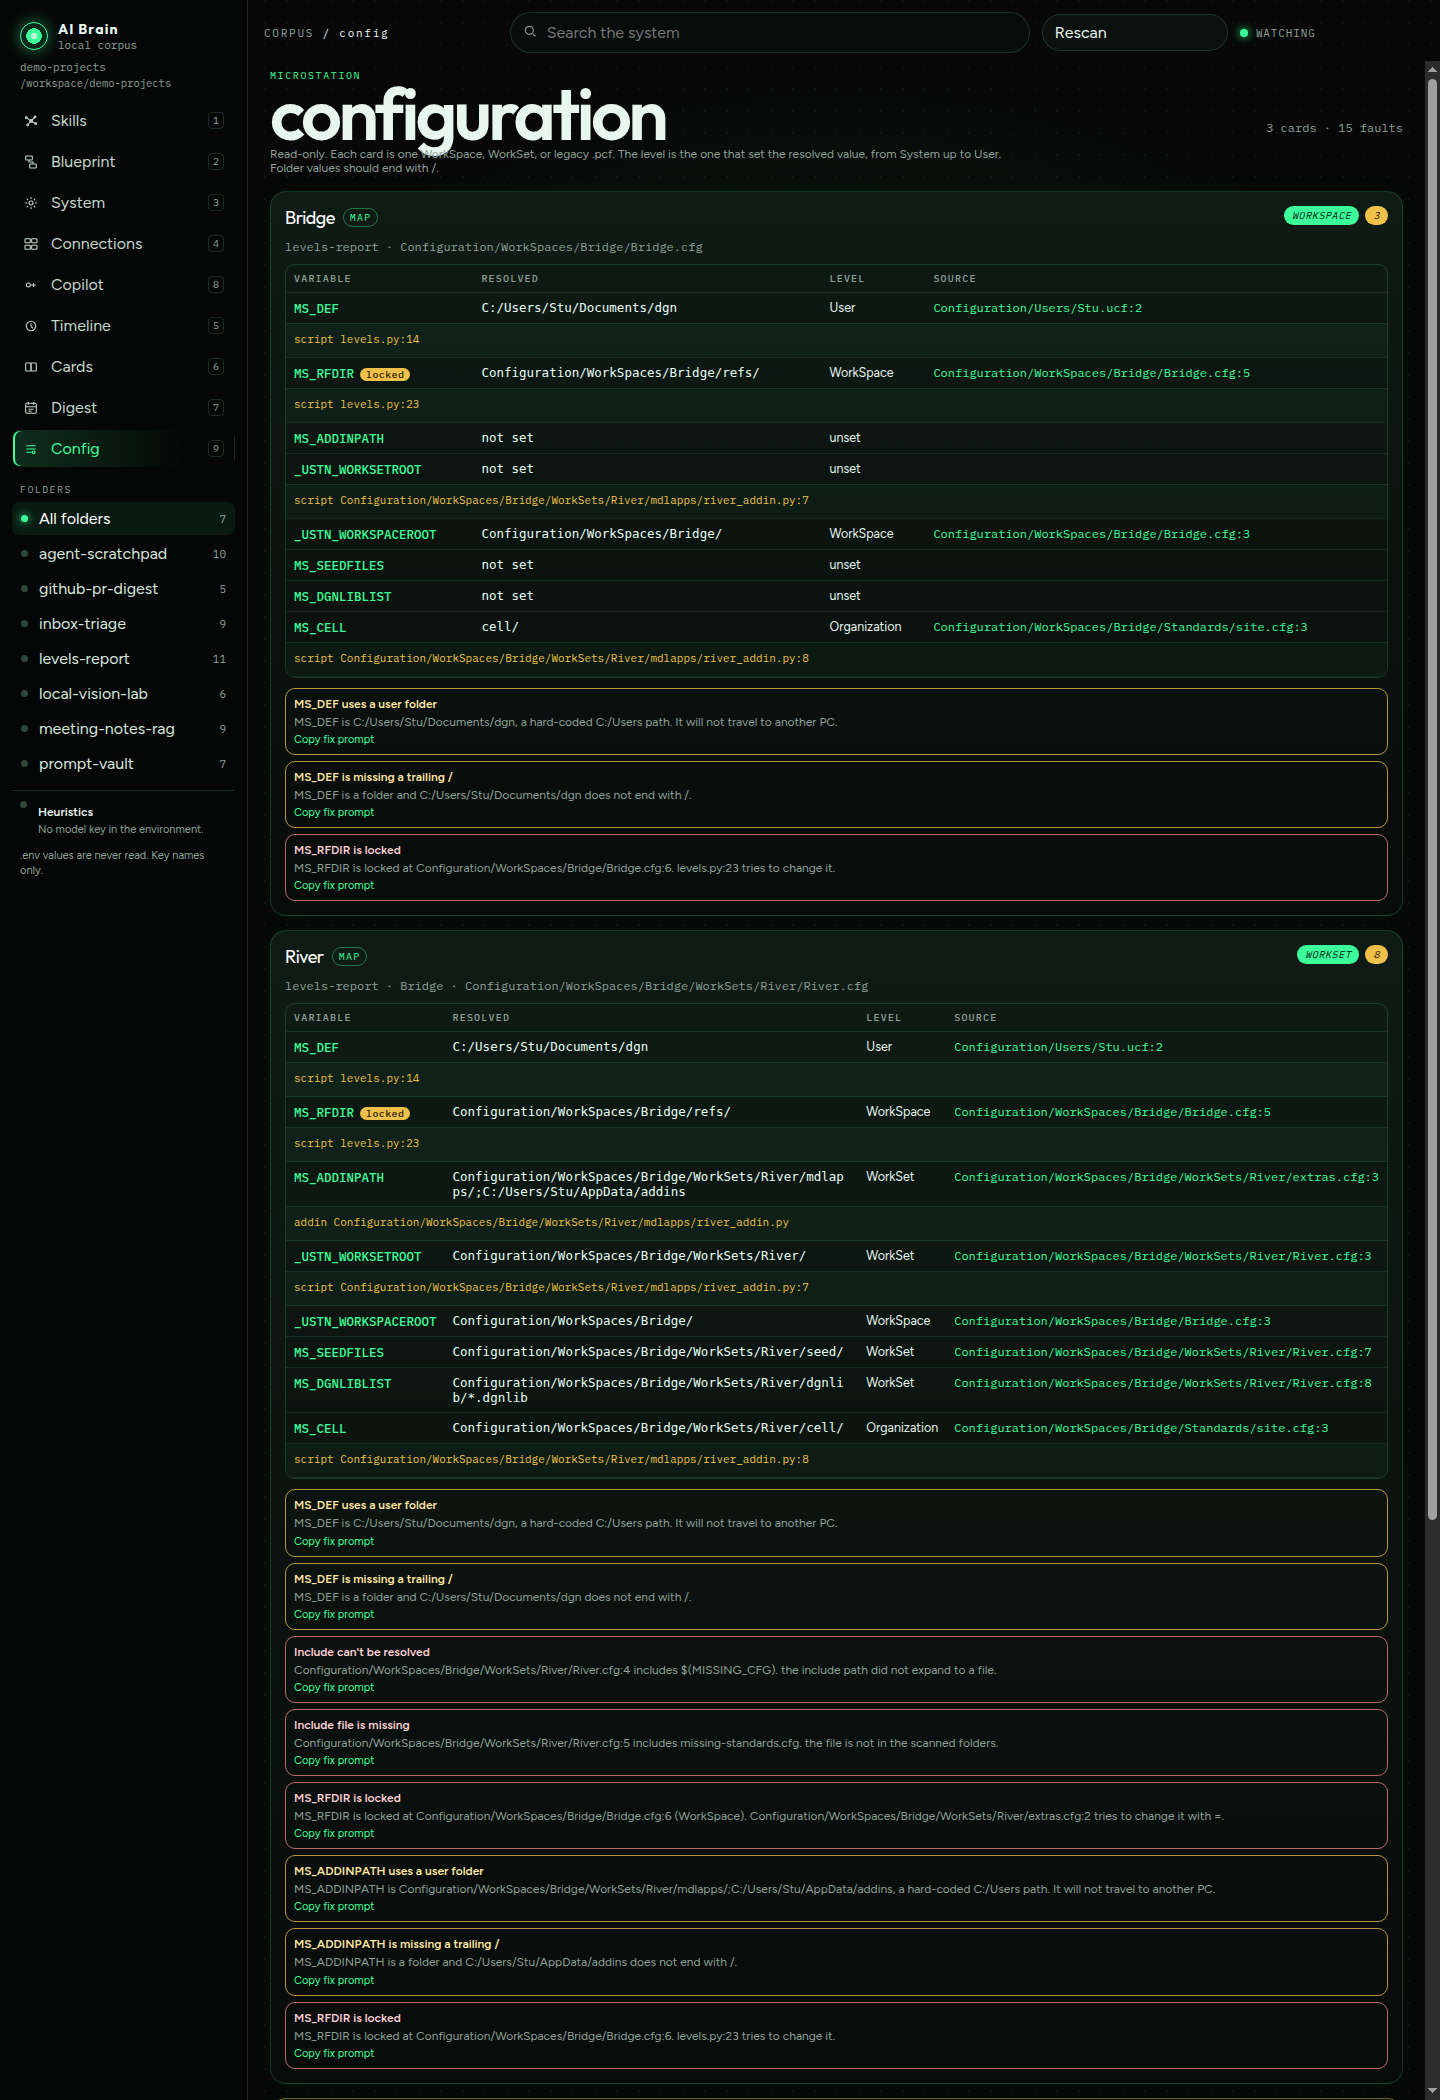 AI Brain
local corpus
demo-projects
/workspace/demo-projects
Skills 1
Blueprint 2
System 3
Connections 4
Copilot 8
Timeline 5
Cards 6
Digest 7
Config 9
FOLDERS
All folders 7
agent-scratchpad 10
github-pr-digest 5
inbox-triage 9
levels-report 11
local-vision-lab 6
meeting-notes-rag 9
prompt-vault 7
Heuristics
No model key in the environment.
.env values are never read. Key names
only.
CORPUS / config
Search the system
Rescan
WATCHING
MICROSTATION
configuration
3 cards · 15 faults
Read-only. Each card is one WorkSpace, WorkSet, or legacy .pcf. The level is the one that set the resolved value, from System up to User.
Folder values should end with /.
Bridge MAP WORKSPACE 3
levels-report · Configuration/WorkSpaces/Bridge/Bridge.cfg
VARIABLE RESOLVED LEVEL SOURCE
MS_DEF C:/Users/Stu/Documents/dgn User Configuration/Users/Stu.ucf:2
script levels.py:14
MS_RFDIR locked Configuration/WorkSpaces/Bridge/refs/ WorkSpace Configuration/WorkSpaces/Bridge/Bridge.cfg:5
script levels.py:23
MS_ADDINPATH not set unset
_USTN_WORKSETROOT not set unset
script Configuration/WorkSpaces/Bridge/WorkSets/River/mdlapps/river_addin.py:7
_USTN_WORKSPACEROOT Configuration/WorkSpaces/Bridge/ WorkSpace Configuration/WorkSpaces/Bridge/Bridge.cfg:3
MS_SEEDFILES not set unset
MS_DGNLIBLIST not set unset
MS_CELL cell/ Organization Configuration/WorkSpaces/Bridge/Standards/site.cfg:3
script Configuration/WorkSpaces/Bridge/WorkSets/River/mdlapps/river_addin.py:8
MS_DEF uses a user folder
MS_DEF is C:/Users/Stu/Documents/dgn, a hard-coded C:/Users path. It will not travel to another PC.
Copy fix prompt
MS_DEF is missing a trailing /
MS_DEF is a folder and C:/Users/Stu/Documents/dgn does not end with /.
Copy fix prompt
MS_RFDIR is locked
MS_RFDIR is locked at Configuration/WorkSpaces/Bridge/Bridge.cfg:6. levels.py:23 tries to change it.
Copy fix prompt
River MAP WORKSET 8
levels-report · Bridge · Configuration/WorkSpaces/Bridge/WorkSets/River/River.cfg
VARIABLE RESOLVED LEVEL SOURCE
MS_DEF C:/Users/Stu/Documents/dgn User Configuration/Users/Stu.ucf:2
script levels.py:14
MS_RFDIR locked Configuration/WorkSpaces/Bridge/refs/ WorkSpace Configuration/WorkSpaces/Bridge/Bridge.cfg:5
script levels.py:23
MS_ADDINPATH Configuration/WorkSpaces/Bridge/WorkSets/River/mdlap WorkSet Configuration/WorkSpaces/Bridge/WorkSets/River/extras.cfg:3
ps/;C:/Users/Stu/AppData/addins
addin Configuration/WorkSpaces/Bridge/WorkSets/River/mdlapps/river_addin.py
_USTN_WORKSETROOT Configuration/WorkSpaces/Bridge/WorkSets/River/ WorkSet Configuration/WorkSpaces/Bridge/WorkSets/River/River.cfg:3
script Configuration/WorkSpaces/Bridge/WorkSets/River/mdlapps/river_addin.py:7
_USTN_WORKSPACEROOT Configuration/WorkSpaces/Bridge/ WorkSpace Configuration/WorkSpaces/Bridge/Bridge.cfg:3
MS_SEEDFILES Configuration/WorkSpaces/Bridge/WorkSets/River/seed/ WorkSet Configuration/WorkSpaces/Bridge/WorkSets/River/River.cfg:7
MS_DGNLIBLIST Configuration/WorkSpaces/Bridge/WorkSets/River/dgnli WorkSet Configuration/WorkSpaces/Bridge/WorkSets/River/River.cfg:8
b/*.dgnlib
MS_CELL Configuration/WorkSpaces/Bridge/WorkSets/River/cell/ Organization Configuration/WorkSpaces/Bridge/Standards/site.cfg:3
script Configuration/WorkSpaces/Bridge/WorkSets/River/mdlapps/river_addin.py:8
MS_DEF uses a user folder
MS_DEF is C:/Users/Stu/Documents/dgn, a hard-coded C:/Users path. It will not travel to another PC.
Copy fix prompt
MS_DEF is missing a trailing /
MS_DEF is a folder and C:/Users/Stu/Documents/dgn does not end with /.
Copy fix prompt
Include can't be resolved
Configuration/WorkSpaces/Bridge/WorkSets/River/River.cfg:4 includes $(MISSING_CFG). the include path did not expand to a file.
Copy fix prompt
Include file is missing
Configuration/WorkSpaces/Bridge/WorkSets/River/River.cfg:5 includes missing-standards.cfg. the file is not in the scanned folders.
Copy fix prompt
MS_RFDIR is locked
MS_RFDIR is locked at Configuration/WorkSpaces/Bridge/Bridge.cfg:6 (WorkSpace). Configuration/WorkSpaces/Bridge/WorkSets/River/extras.cfg:2 tries to change it with =.
Copy fix prompt
MS_ADDINPATH uses a user folder
MS_ADDINPATH is Configuration/WorkSpaces/Bridge/WorkSets/River/mdlapps/;C:/Users/Stu/AppData/addins, a hard-coded C:/Users path. It will not travel to another PC.
Copy fix prompt
MS_ADDINPATH is missing a trailing /
MS_ADDINPATH is a folder and C:/Users/Stu/AppData/addins does not end with /.
Copy fix prompt
MS_RFDIR is locked
MS_RFDIR is locked at Configuration/WorkSpaces/Bridge/Bridge.cfg:6. levels.py:23 tries to change it.
Copy fix prompt